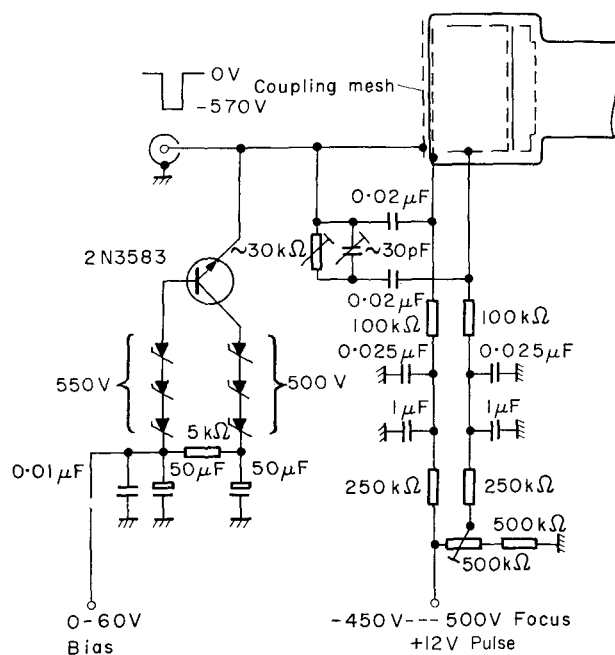 0V
-570V
Coupling mesh
0·02μF
2N3583
~30kΩ
~30pF
0·02μF
100kΩ
100kΩ
0·025μF
0·025μF
550V
500V
1μF
1μF
5kΩ
0·01μF
50μF
50μF
250kΩ
250kΩ
500kΩ
500kΩ
0-60V
Bias
-450V---500V Focus
+12V Pulse